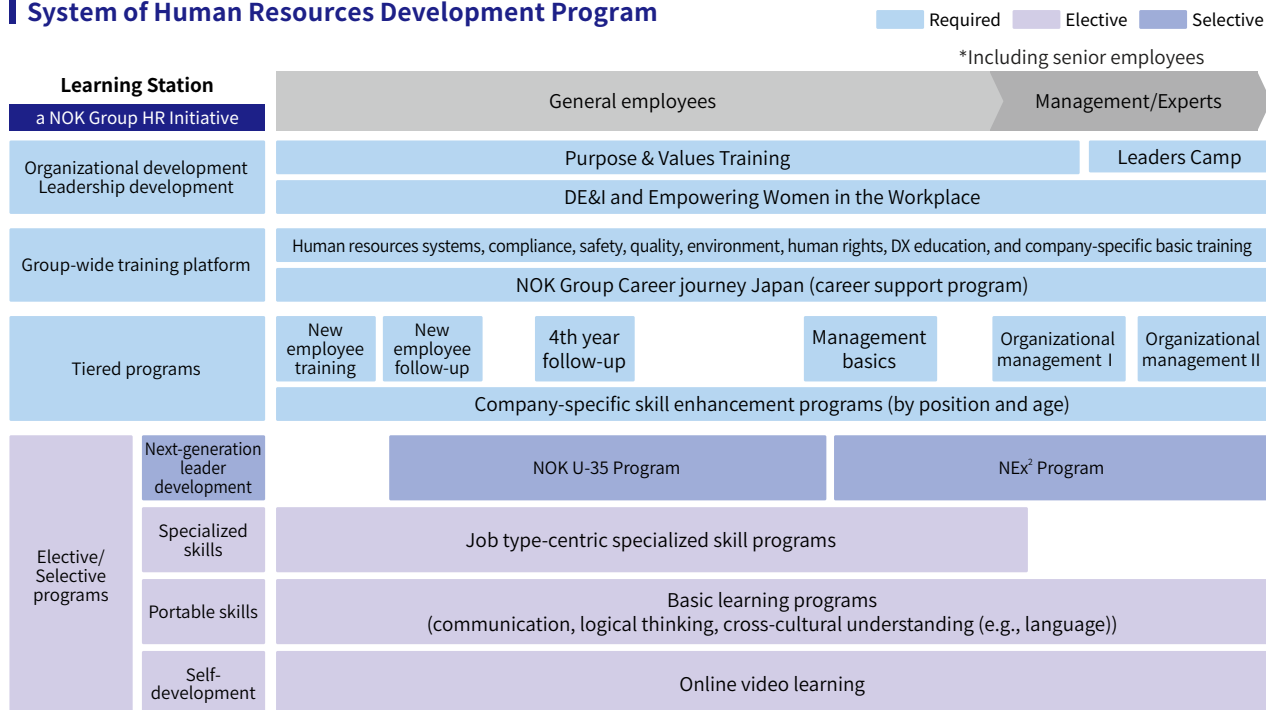 System of Human Resources Development Program
Required
Elective
Selective
*Including senior employees
Learning Station
a NOK Group HR Initiative
General employees
Management/Experts
Organizational development
Leadership development
Purpose & Values Training
Leaders Camp
DE&I and Empowering Women in the Workplace
Group-wide training platform
Human resources systems, compliance, safety, quality, environment, human rights, DX education, and company-specific basic training
NOK Group Career journey Japan (career support program)
Tiered programs
New
employee
training
New
employee
follow-up
4th year
follow-up
Management
basics
Organizational
management I
Organizational
management II
Company-specific skill enhancement programs (by position and age)
Elective/
Selective
programs
Next-generation
leader
development
NOK U-35 Program
NEx² Program
Specialized
skills
Job type-centric specialized skill programs
Portable skills
Basic learning programs
(communication, logical thinking, cross-cultural understanding (e.g., language))
Self-
development
Online video learning